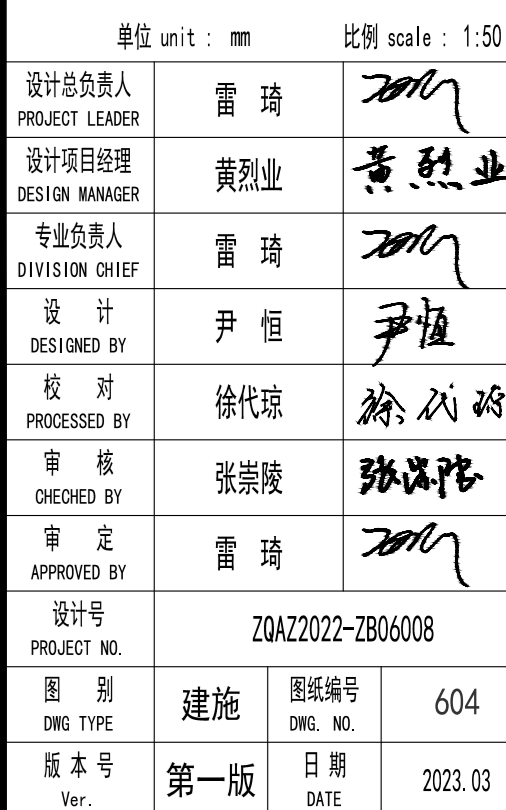 单位 unit : mm 比例 scale : 1:50
设计总负责人 雷 琦
PROJECT LEADER
设计项目经理 黄烈业 黄烈业
DESIGN MANAGER
专业负责人 雷 琦
DIVISION CHIEF
设 计 尹 恒 尹恒
DESIGNED BY
校 对 徐代琼 徐代琼
PROCESSED BY
审 核 张崇陵 张崇陵
CHECHED BY
审 定 雷 琦
APPROVED BY
设计号 ZQAZ2022-ZB06008
PROJECT NO.
图 别 建施 图纸编号 604
DWG TYPE DWG. NO.
版 本 号 第一版 日 期 2023.03
Ver. DATE